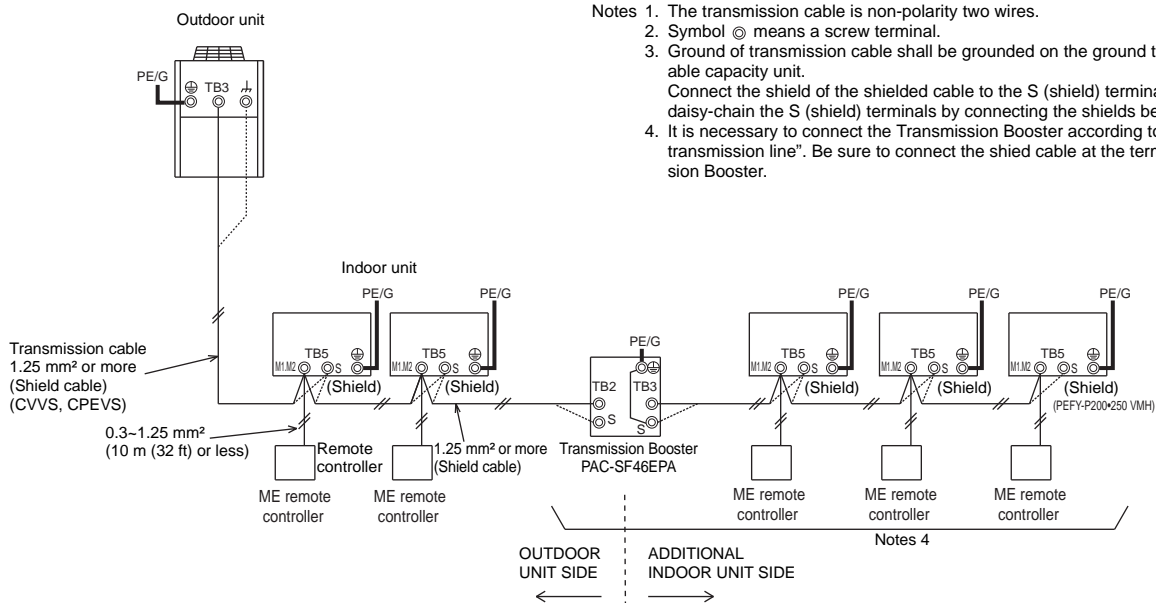 Outdoor unit
Notes 1. The transmission cable is non-polarity two wires.
2. Symbol ◎ means a screw terminal.
3. Ground of transmission cable shall be grounded on the ground
able capacity unit.
Connect the shield of the shielded cable to the S (shield)
daisy-chain the S (shield) terminals by connecting the shields
4. It is necessary to connect the Transmission Booster according
transmission line”. Be sure to connect the shied cable at the
sion Booster.
PE/G
TB3
Indoor unit
PE/G
PE/G
PE/G
PE/G
PE/G
PE/G
Transmission cable
1.25 mm² or more
(Shield cable)
(CVVS, CPEVS)
TB5
M1.M2
S
(Shield)
TB5
M1.M2
S
(Shield)
TB2
TB3
S
S
TB5
M1.M2
S
(Shield)
TB5
M1.M2
S
(Shield)
TB5
M1.M2
S
(Shield)
(PEFY-P200•250 VMH)
0.3~1.25 mm²
(10 m (32 ft) or less)
Remote
controller
1.25 mm² or more
(Shield cable)
Transmission Booster
PAC-SF46EPA
ME remote
controller
ME remote
controller
ME remote
controller
ME remote
controller
ME remote
controller
Notes 4
OUTDOOR
UNIT SIDE
ADDITIONAL
INDOOR UNIT SIDE